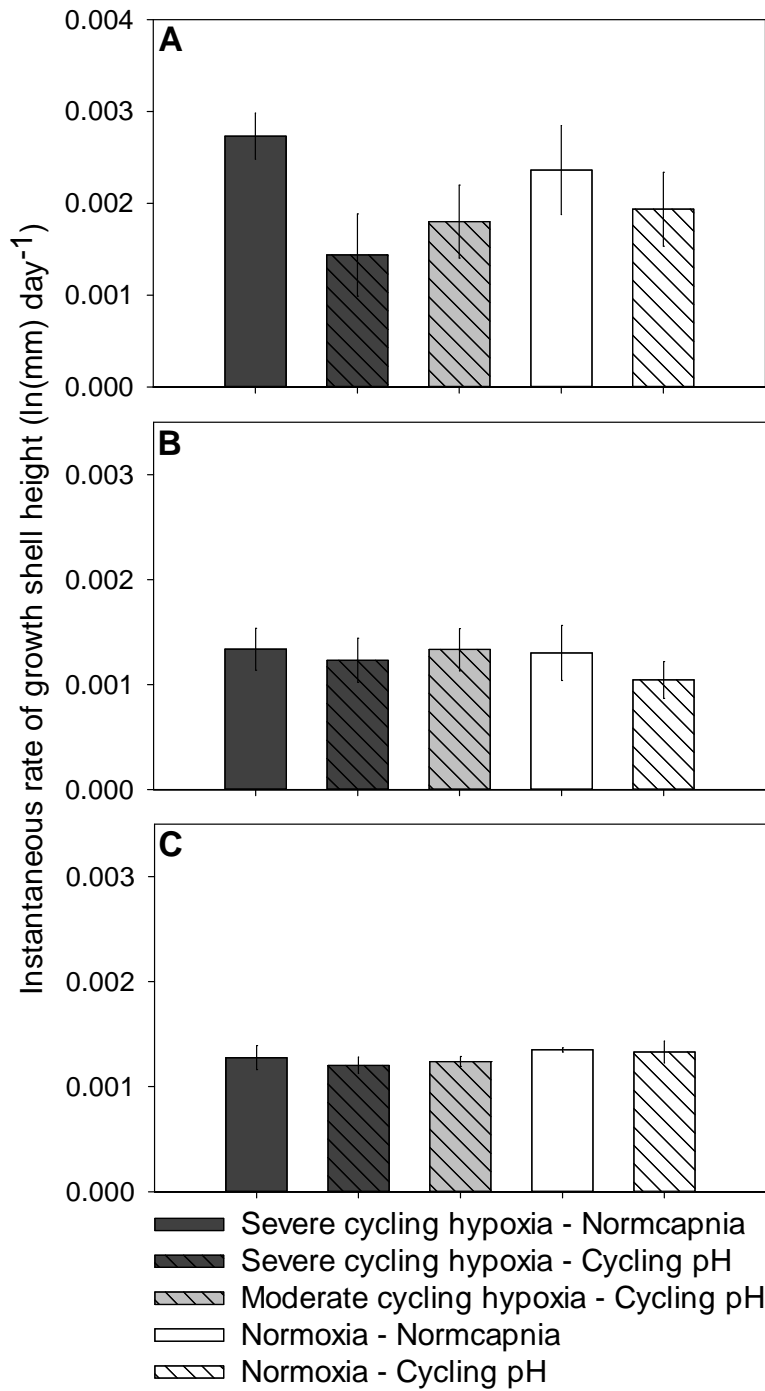 Instantaneous rate of growth shell height (ln(mm) day-1)
A
0.004
0.003
0.002
0.001
0.000
B
0.003
0.002
0.001
0.000
C
0.003
0.002
0.001
0.000
Severe cycling hypoxia - Normcapnia
Severe cycling hypoxia - Cycling pH
Moderate cycling hypoxia - Cycling pH
Normoxia - Normcapnia
Normoxia - Cycling pH